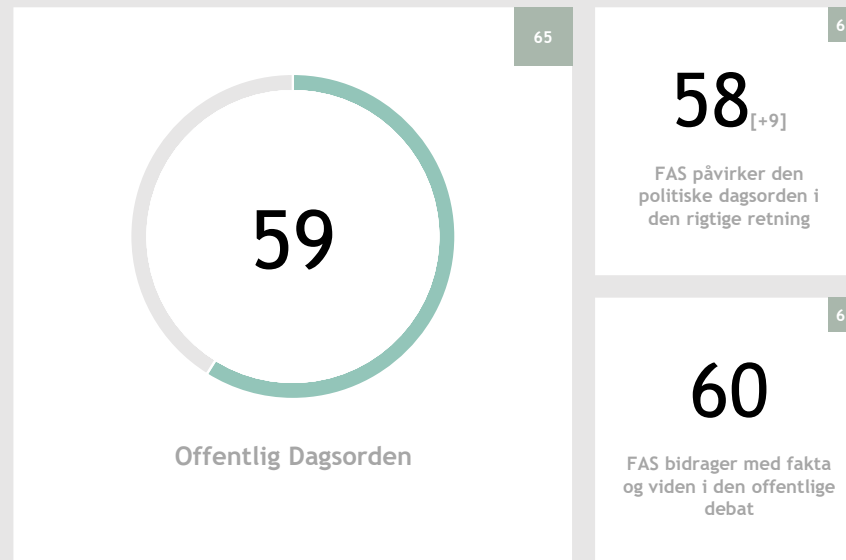 65
59
Offentlig Dagsorden
58 [+9]
FAS påvirker den
politiske dagsorden i
den rigtige retning
60
FAS bidrager med fakta
og viden i den offentlige
debat